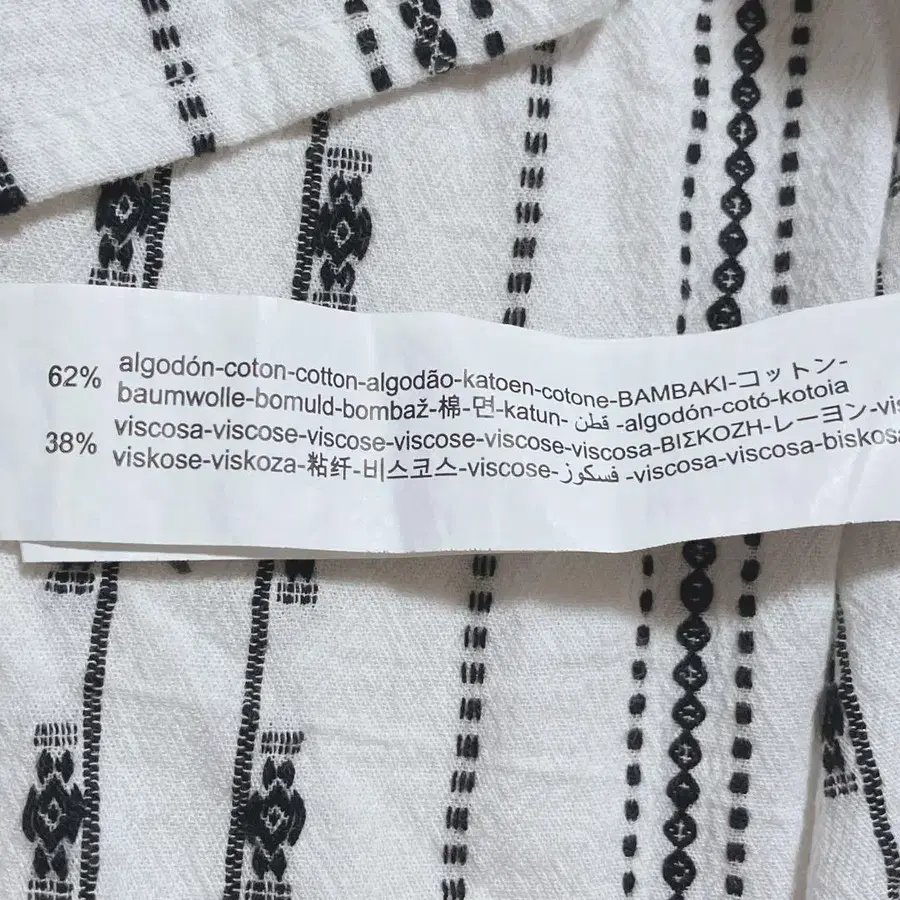 62% algodón-coton-cotton-algodão-katoen-cotone-BAMBAKI-コットン-
baumwolle-bomuld-bombaž-棉-면-katun- قطن -algodón-cotó-kotoia
38% viscosa-viscose-viscose-viscose-viscose-viscosa-ΒΙΣΚΟΖΗ-レーヨン-
viskose-viskoza-粘纤-비스코스-viscose- فسكوز -viscosa-viscosa-biskosa